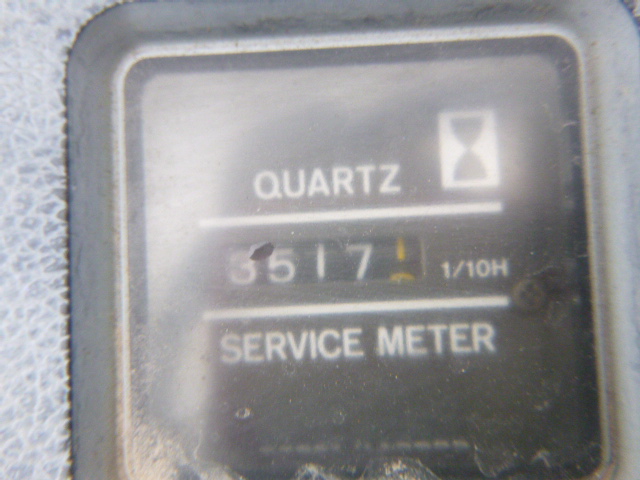 QUARTZ
3517 1/10H
SERVICE METER